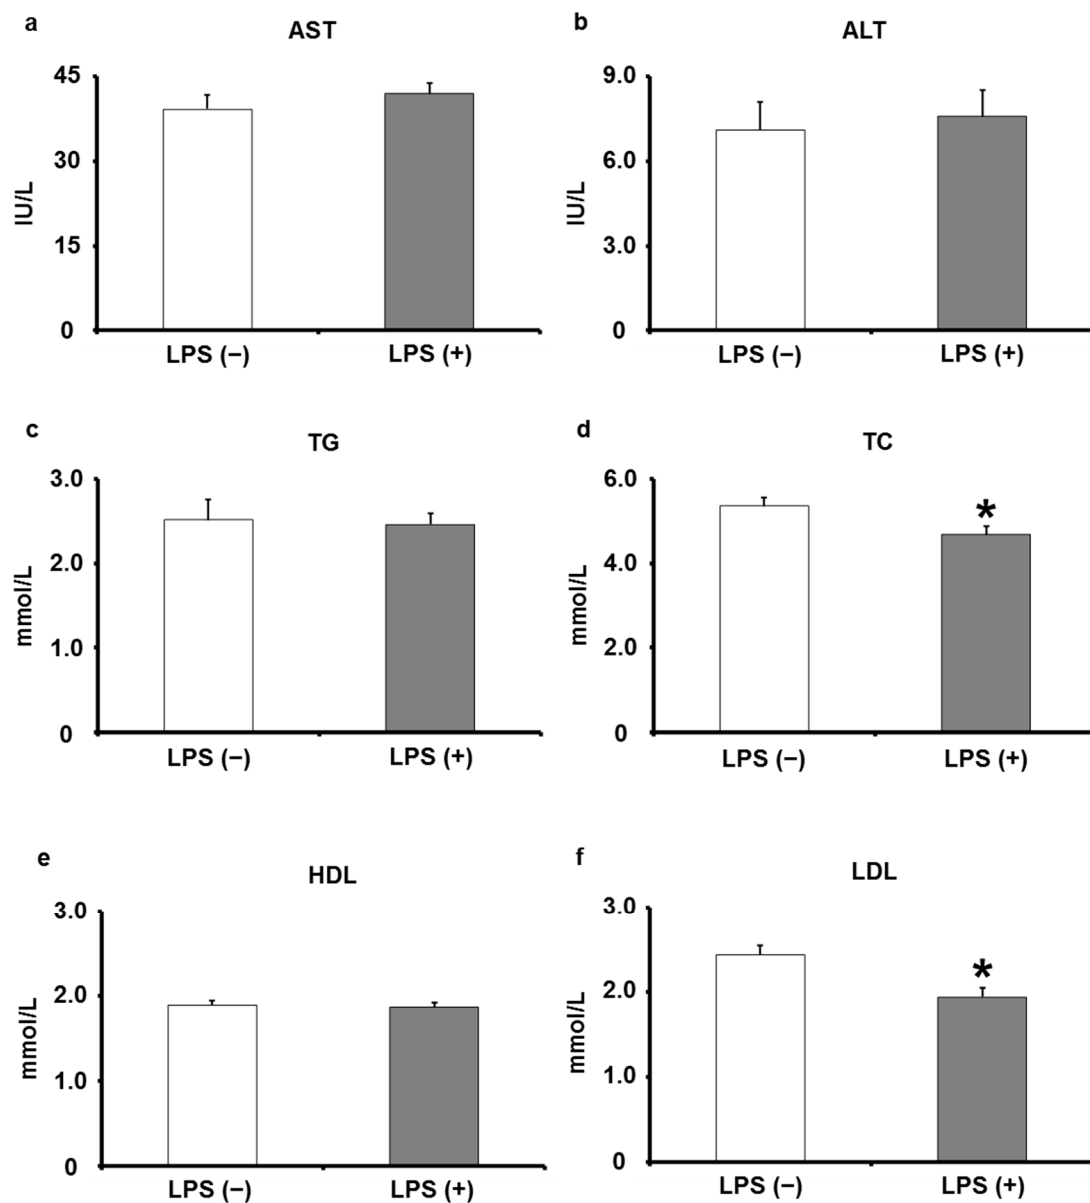 a
AST
45
30
15
0
IU/L
LPS (−)
LPS (+)
b
ALT
9.0
6.0
3.0
0
IU/L
LPS (−)
LPS (+)
c
TG
3.0
2.0
1.0
0
mmol/L
LPS (−)
LPS (+)
d
TC
6.0
4.0
2.0
0
mmol/L
*
LPS (−)
LPS (+)
e
HDL
3.0
2.0
1.0
0
mmol/L
LPS (−)
LPS (+)
f
LDL
3.0
2.0
1.0
0
mmol/L
*
LPS (−)
LPS (+)